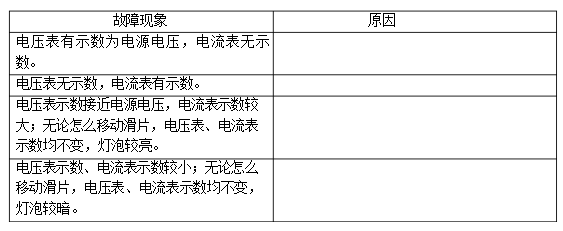 故障现象 原因
电压表有示数为电源电压，电流表无示
数。
电压表无示数，电流表有示数。
电压表示数接近电源电压，电流表示数较
大；无论怎么移动滑片，电压表、电流表
示数均不变，灯泡较亮。
电压表示数、电流表示数较小；无论怎么
移动滑片，电压表、电流表示数均不变，
灯泡较暗。